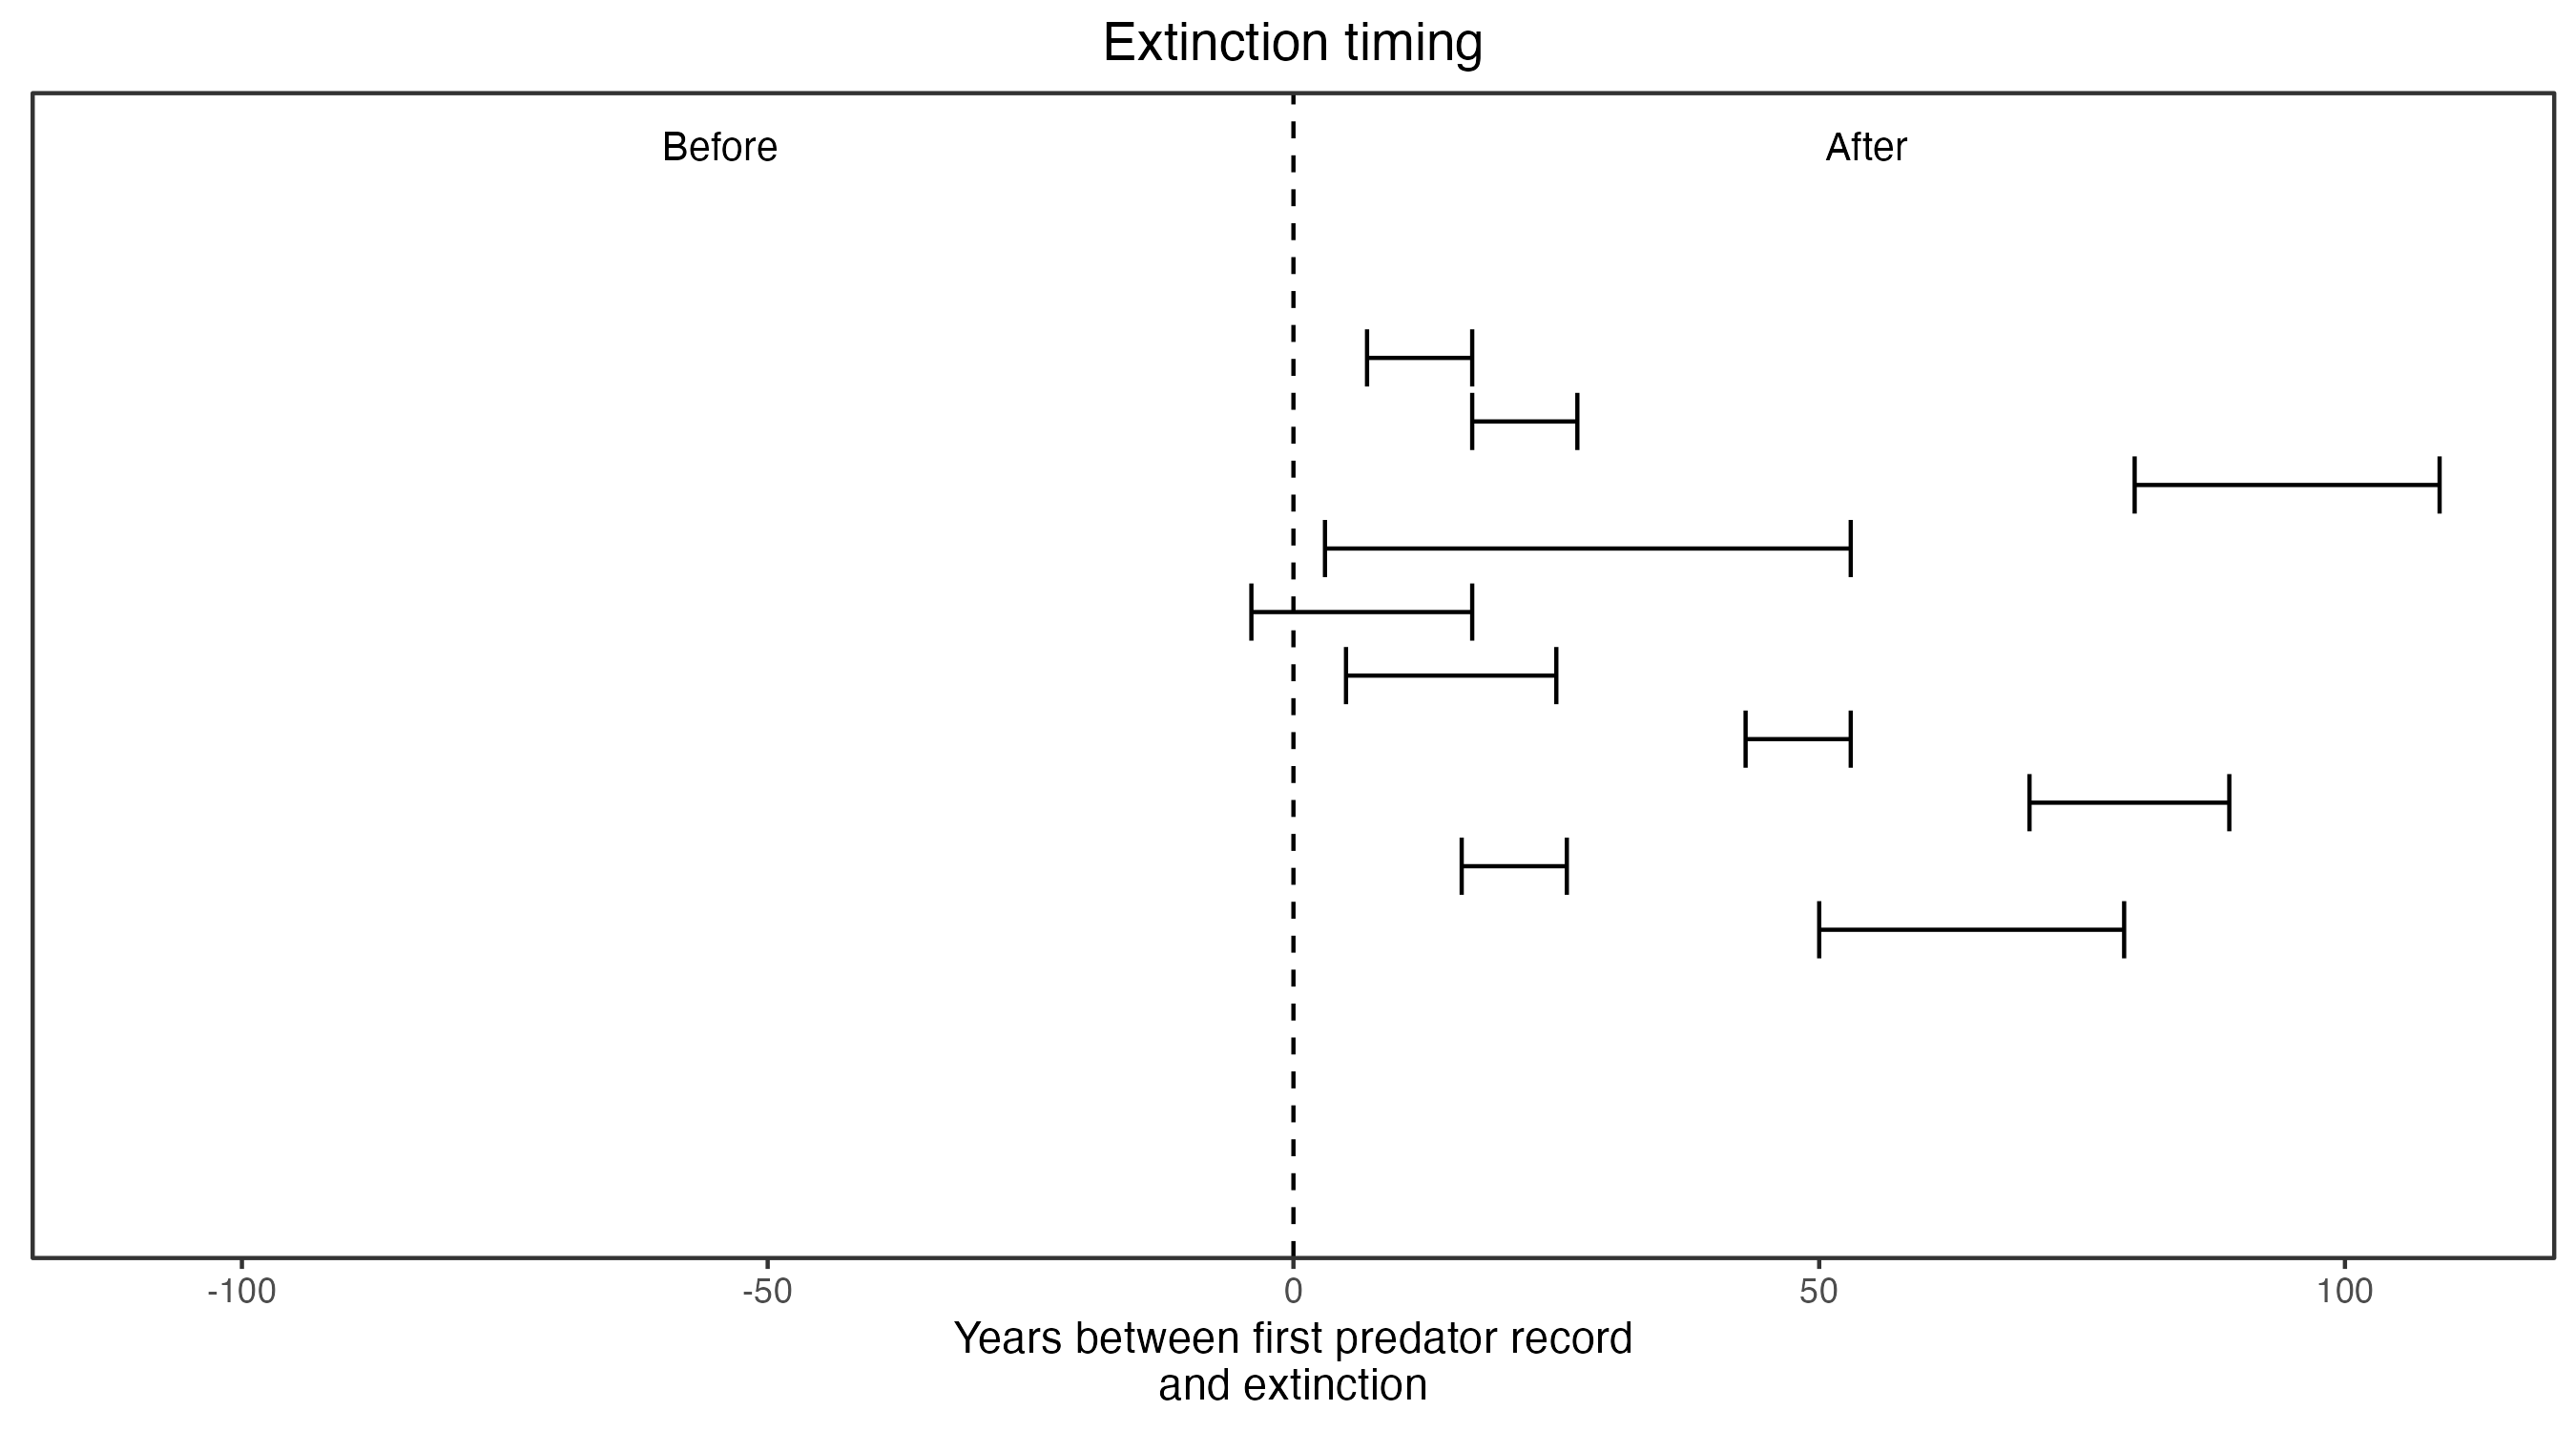 Extinction timing
Before After
-100 -50 0 50 100
Years between first predator record
and extinction